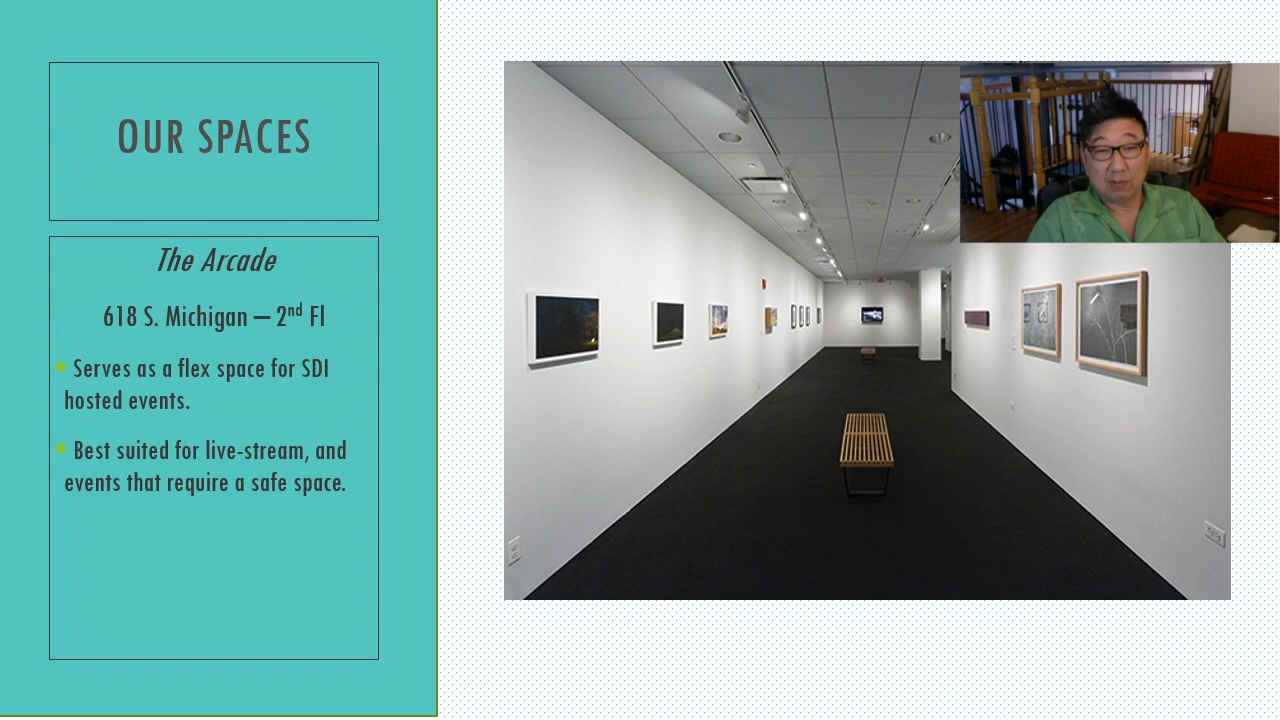 OUR SPACES
The Arcade
618 S. Michigan – 2nd Fl
Serves as a flex space for SDI
hosted events.
Best suited for live-stream, and
events that require a safe space.